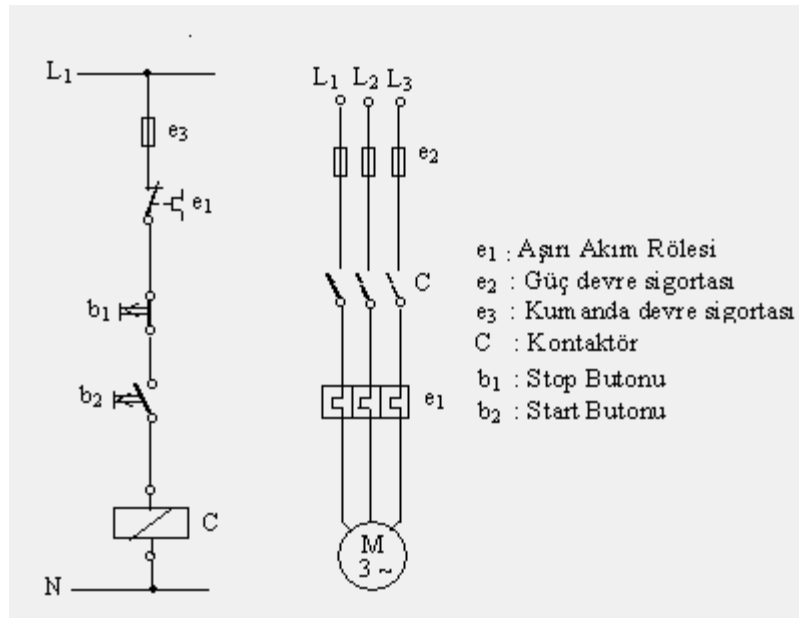 L1
e3
e1
b1
b2
C
N
L1 L2 L3
e2
C
e1
M
3 ~
e1 : Aşırı Akım Rölesi
e2 : Güç devre sigortası
e3 : Kumanda devre sigortası
C : Kontaktör
b1 : Stop Butonu
b2 : Start Butonu